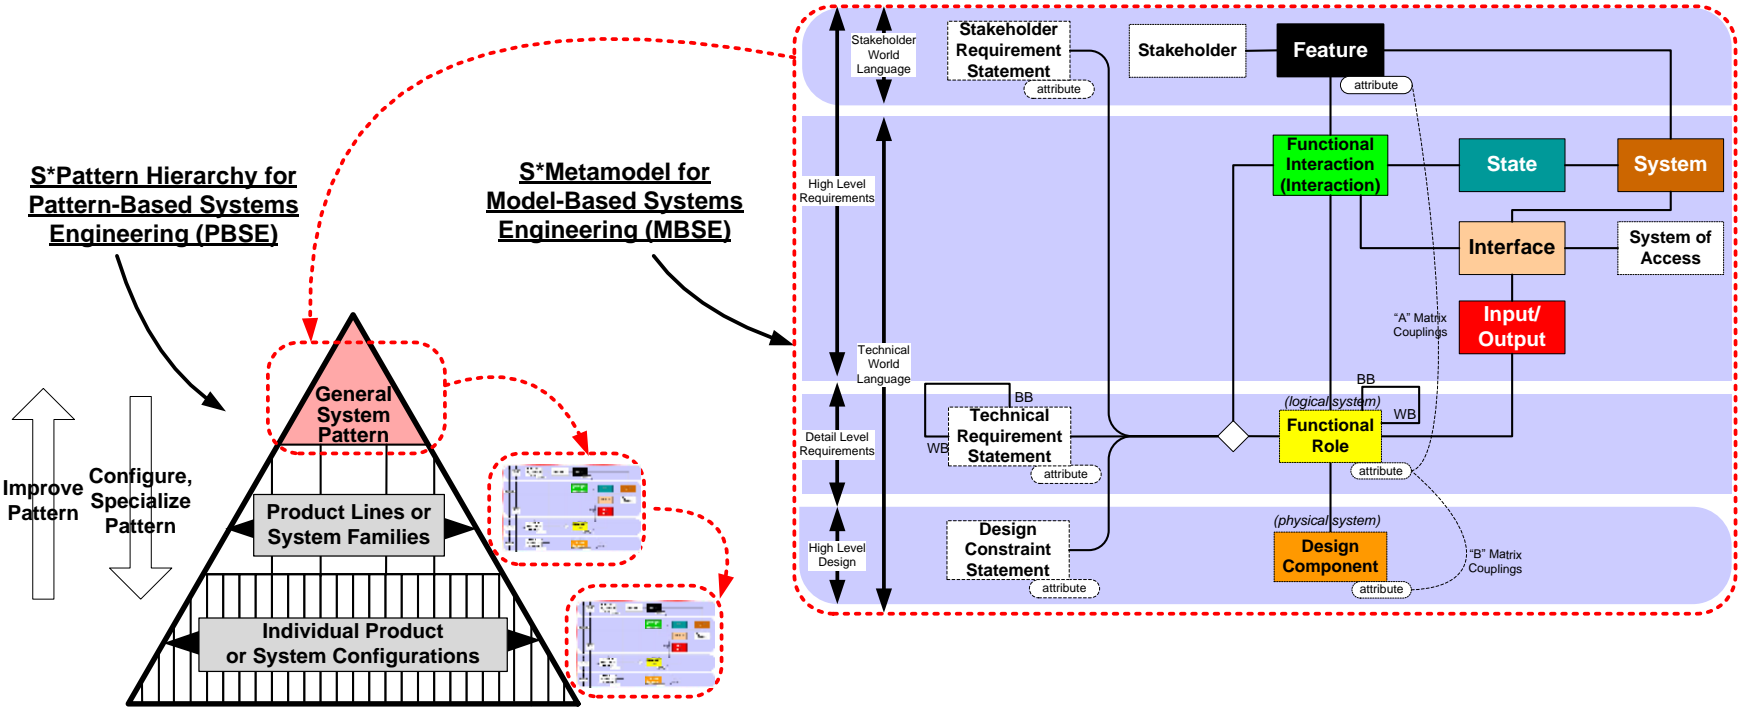 S*Pattern Hierarchy for
Pattern-Based Systems
Engineering (PBSE)
General
System
Pattern
Improve
Pattern
Configure,
Specialize
Pattern
Product Lines or
System Families
Individual Product
or System Configurations
S*Metamodel for
Model-Based Systems
Engineering (MBSE)
Stakeholder
World
Language
High Level
Requirements
Technical
World
Language
Detail Level
Requirements
High Level
Design
Stakeholder
Requirement
Statement
attribute
Stakeholder
Feature
attribute
Functional
Interaction
(Interaction)
State
System
Interface
System of
Access
Input/
Output
"A" Matrix
Couplings
BB
WB
Technical
Requirement
Statement
attribute
(logical system)
BB
WB
Functional
Role
attribute
Design
Constraint
Statement
attribute
(physical system)
Design
Component
attribute
"B" Matrix
Couplings